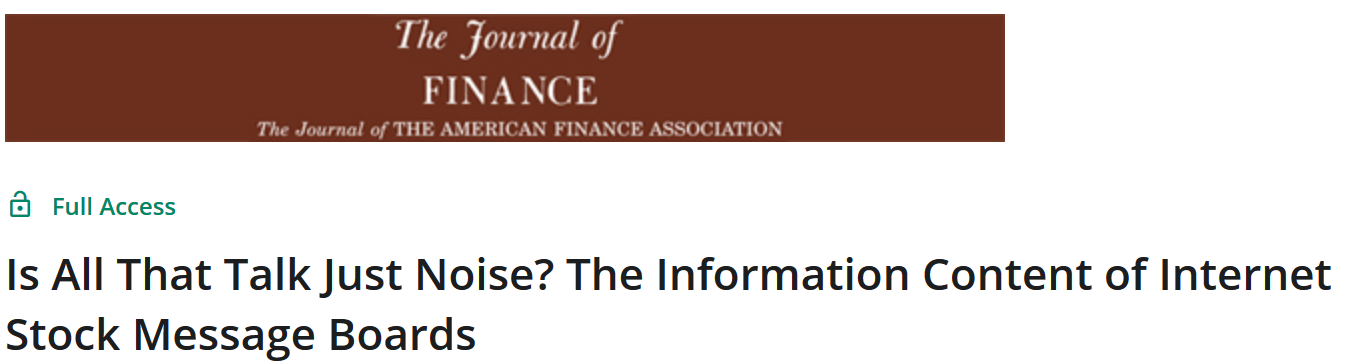 The Journal of
FINANCE
The Journal of THE AMERICAN FINANCE ASSOCIATION
Full Access
Is All That Talk Just Noise? The Information Content of Internet
Stock Message Boards